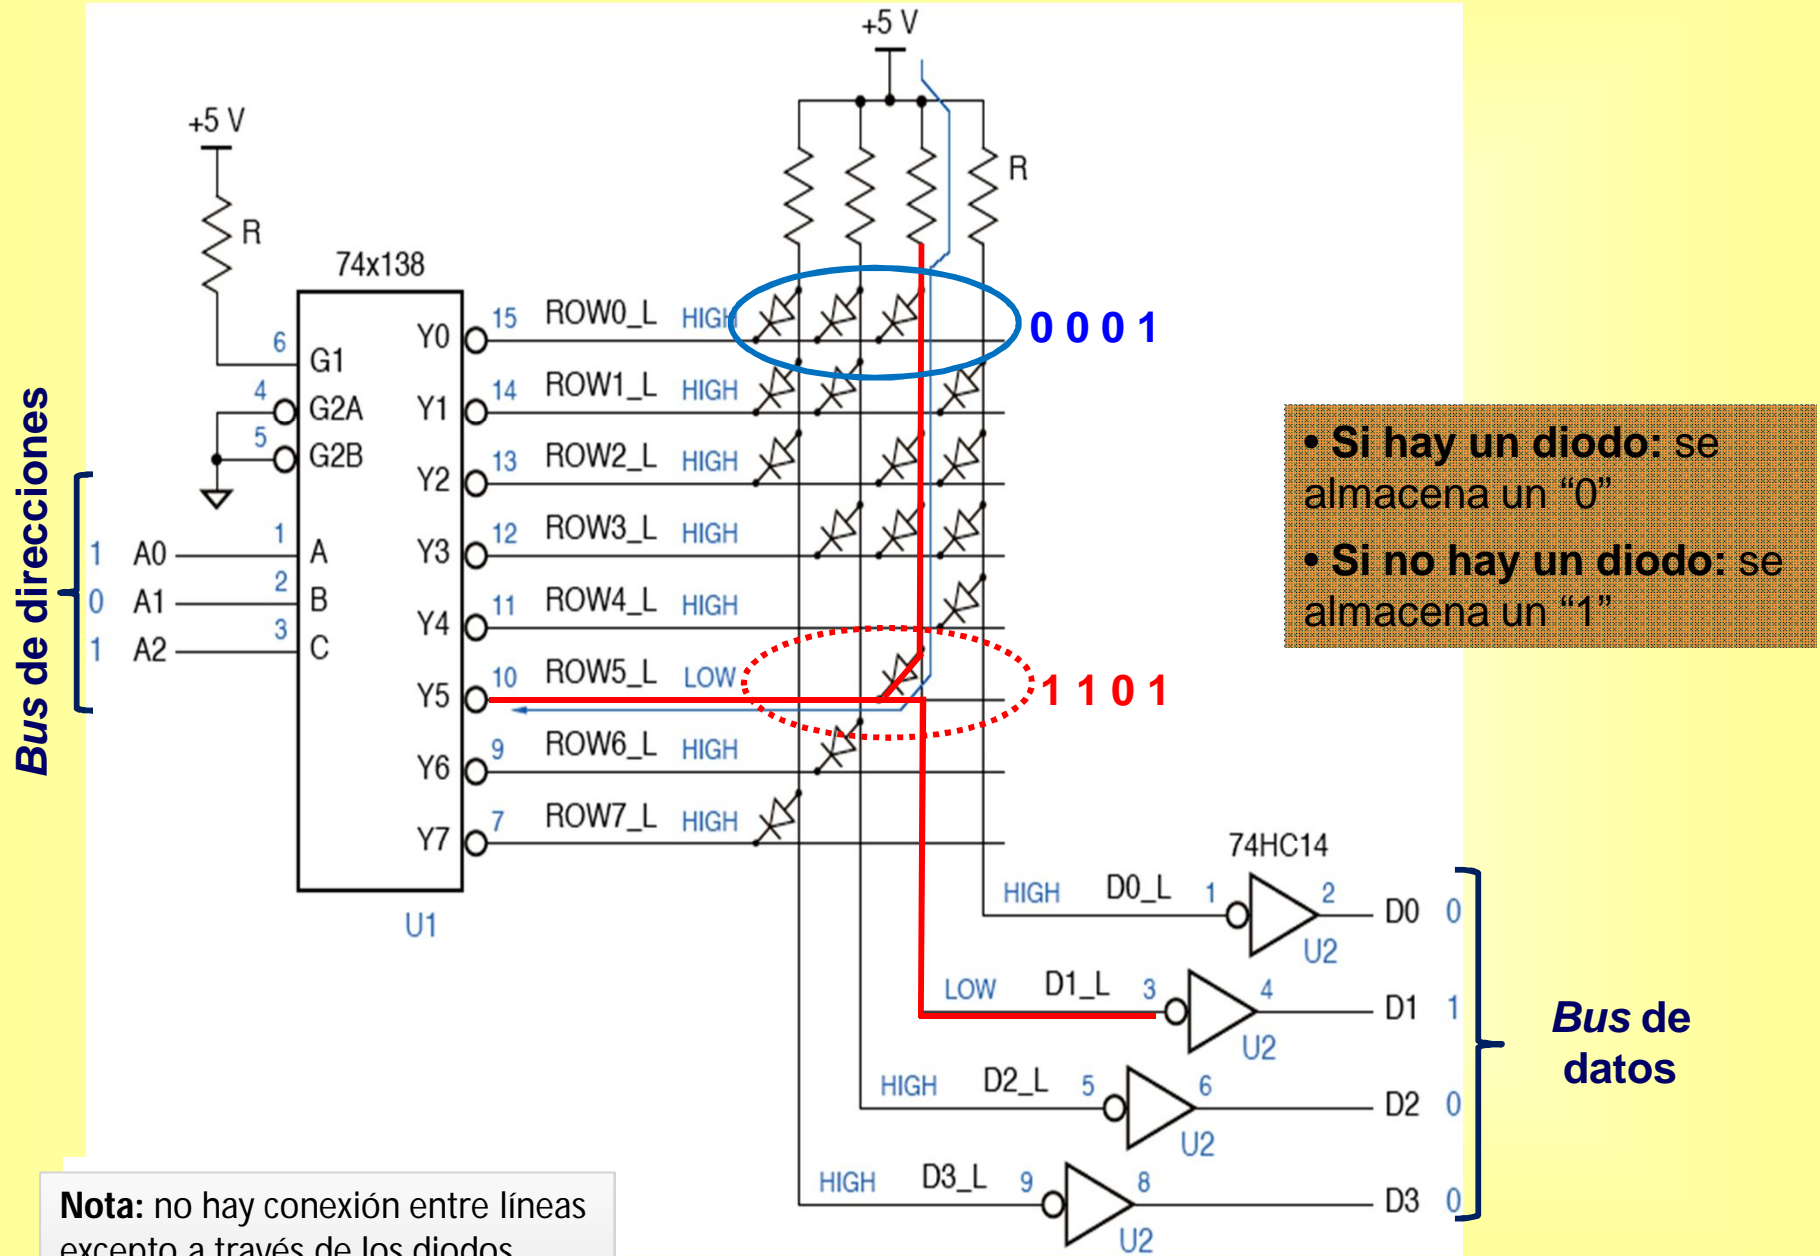 +5 V
+5 V
R
R
74x138
6 G1
4 G2A
5 G2B
1 A0 1 A
0 A1 2 B
1 A2 3 C
Y0 15 ROW0_L HIGH
Y1 14 ROW1_L HIGH
Y2 13 ROW2_L HIGH
Y3 12 ROW3_L HIGH
Y4 11 ROW4_L HIGH
Y5 10 ROW5_L LOW
Y6 9 ROW6_L HIGH
Y7 7 ROW7_L HIGH
U1
0 0 0 1
1 1 0 1
Bus de direcciones
• Si hay un diodo: se
almacena un “0”
• Si no hay un diodo: se
almacena un “1”
74HC14
HIGH D0_L 1 2 D0 0
U2
LOW D1_L 3 4 D1 1
U2
HIGH D2_L 5 6 D2 0
U2
HIGH D3_L 9 8 D3 0
U2
Bus de
datos
Nota: no hay conexión entre líneas
excepto a través de los diodos